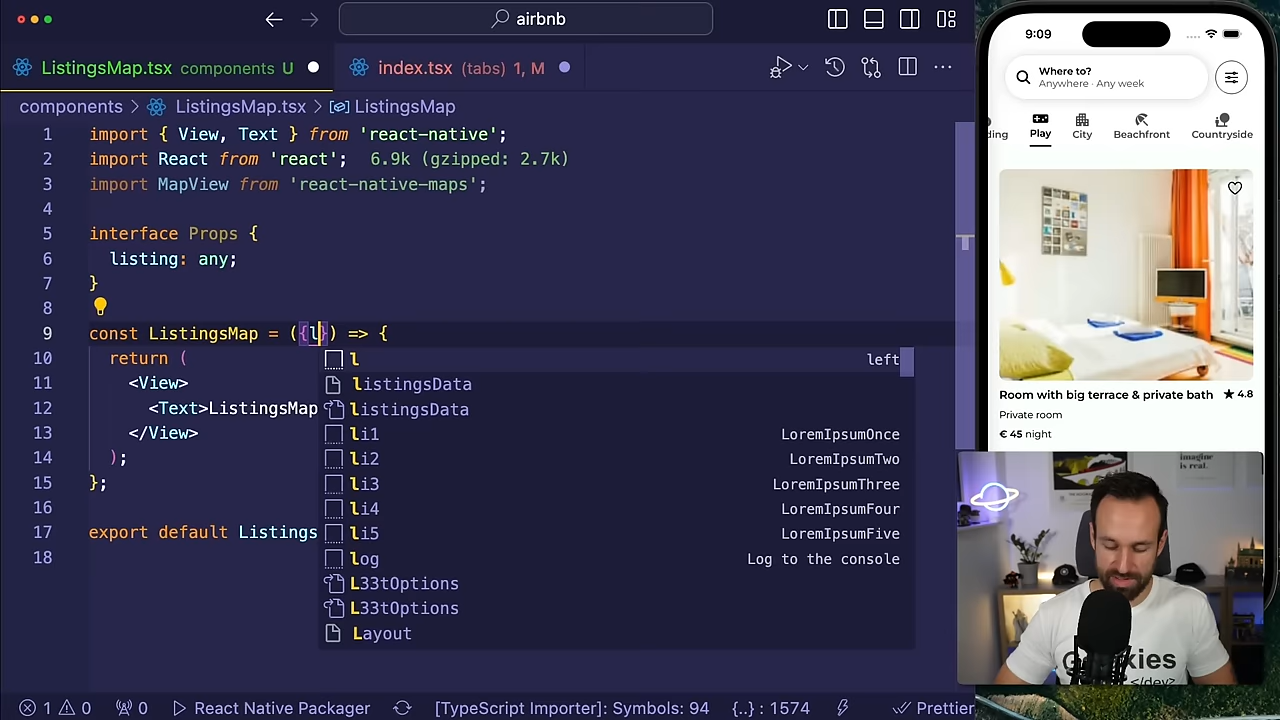 airbnb
ListingsMap.tsx components U
index.tsx (tabs) 1, M
components > ListingsMap.tsx > ListingsMap
1 import { View, Text } from 'react-native';
2 import React from 'react'; 6.9k (gzipped: 2.7k)
3 import MapView from 'react-native-maps';
4
5 interface Props {
6 listing: any;
7 }
8
9 const ListingsMap = ({l}) => {
10 return (
11 <View>
12 <Text>ListingsMap
13 </View>
14 );
15 };
16
17 export default Listings
18
l left
listingsData
listingsData
li1 LoremIpsumOnce
li2 LoremIpsumTwo
li3 LoremIpsumThree
li4 LoremIpsumFour
li5 LoremIpsumFive
log Log to the console
L33tOptions
L33tOptions
Layout
1 0 0 React Native Packager [TypeScript Importer]: Symbols: 94 {..} : 1574 Prettier
9:09
Where to?
Anywhere · Any week
ding Play City Beachfront Countryside
Room with big terrace & private bath ★ 4.8
Private room
€ 45 night
imagine
is real.
</dev>